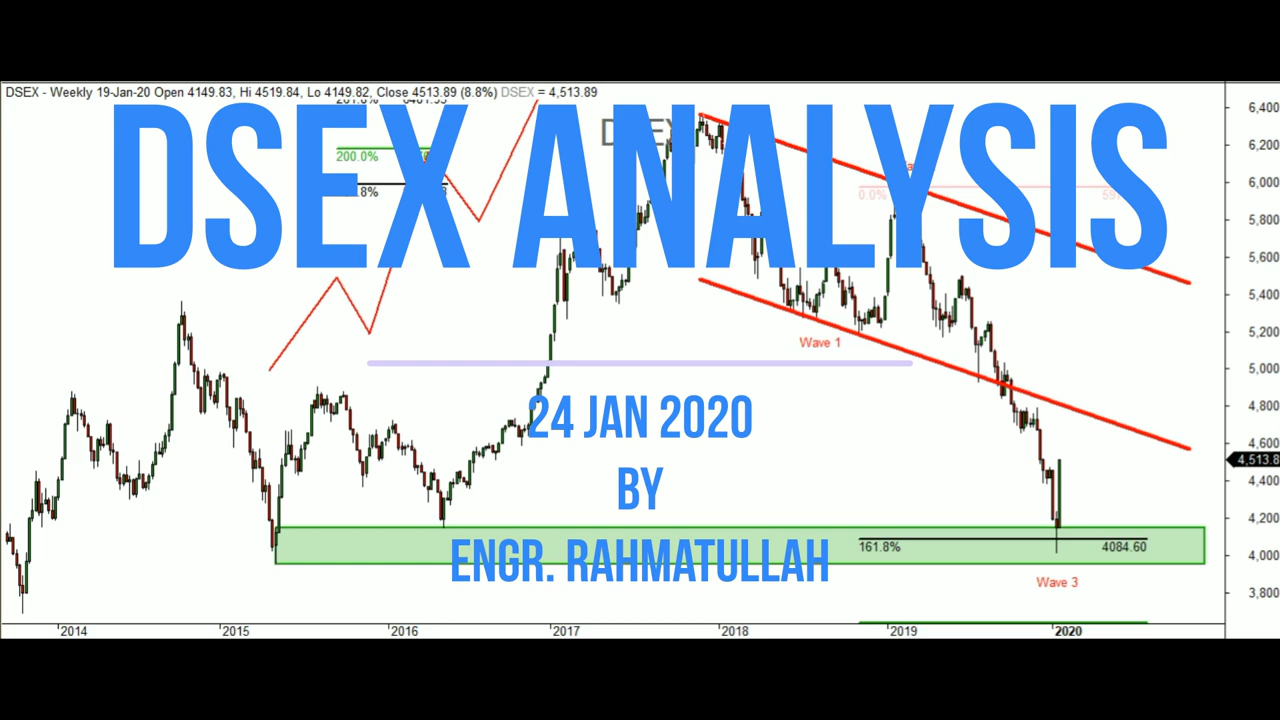 DSEX - Weekly 19-Jan-20 Open 4149.83, Hi 4519.84, Lo 4149.82, Close 4513.89 (8.8%) DSEX = 4,513.89
DSEX ANALYSIS
6,400
6,200
200.0%
6,000
0.0%
5,800
5,600
5,400
5,200
Wave 1
5,000
24 JAN 2020
4,800
4,600
4,513.8
BY
4,400
4,200
ENGR. RAHMATULLAH
161.8% 4084.60
4,000
Wave 3
3,800
2014 2015 2016 2017 2018 2019 2020